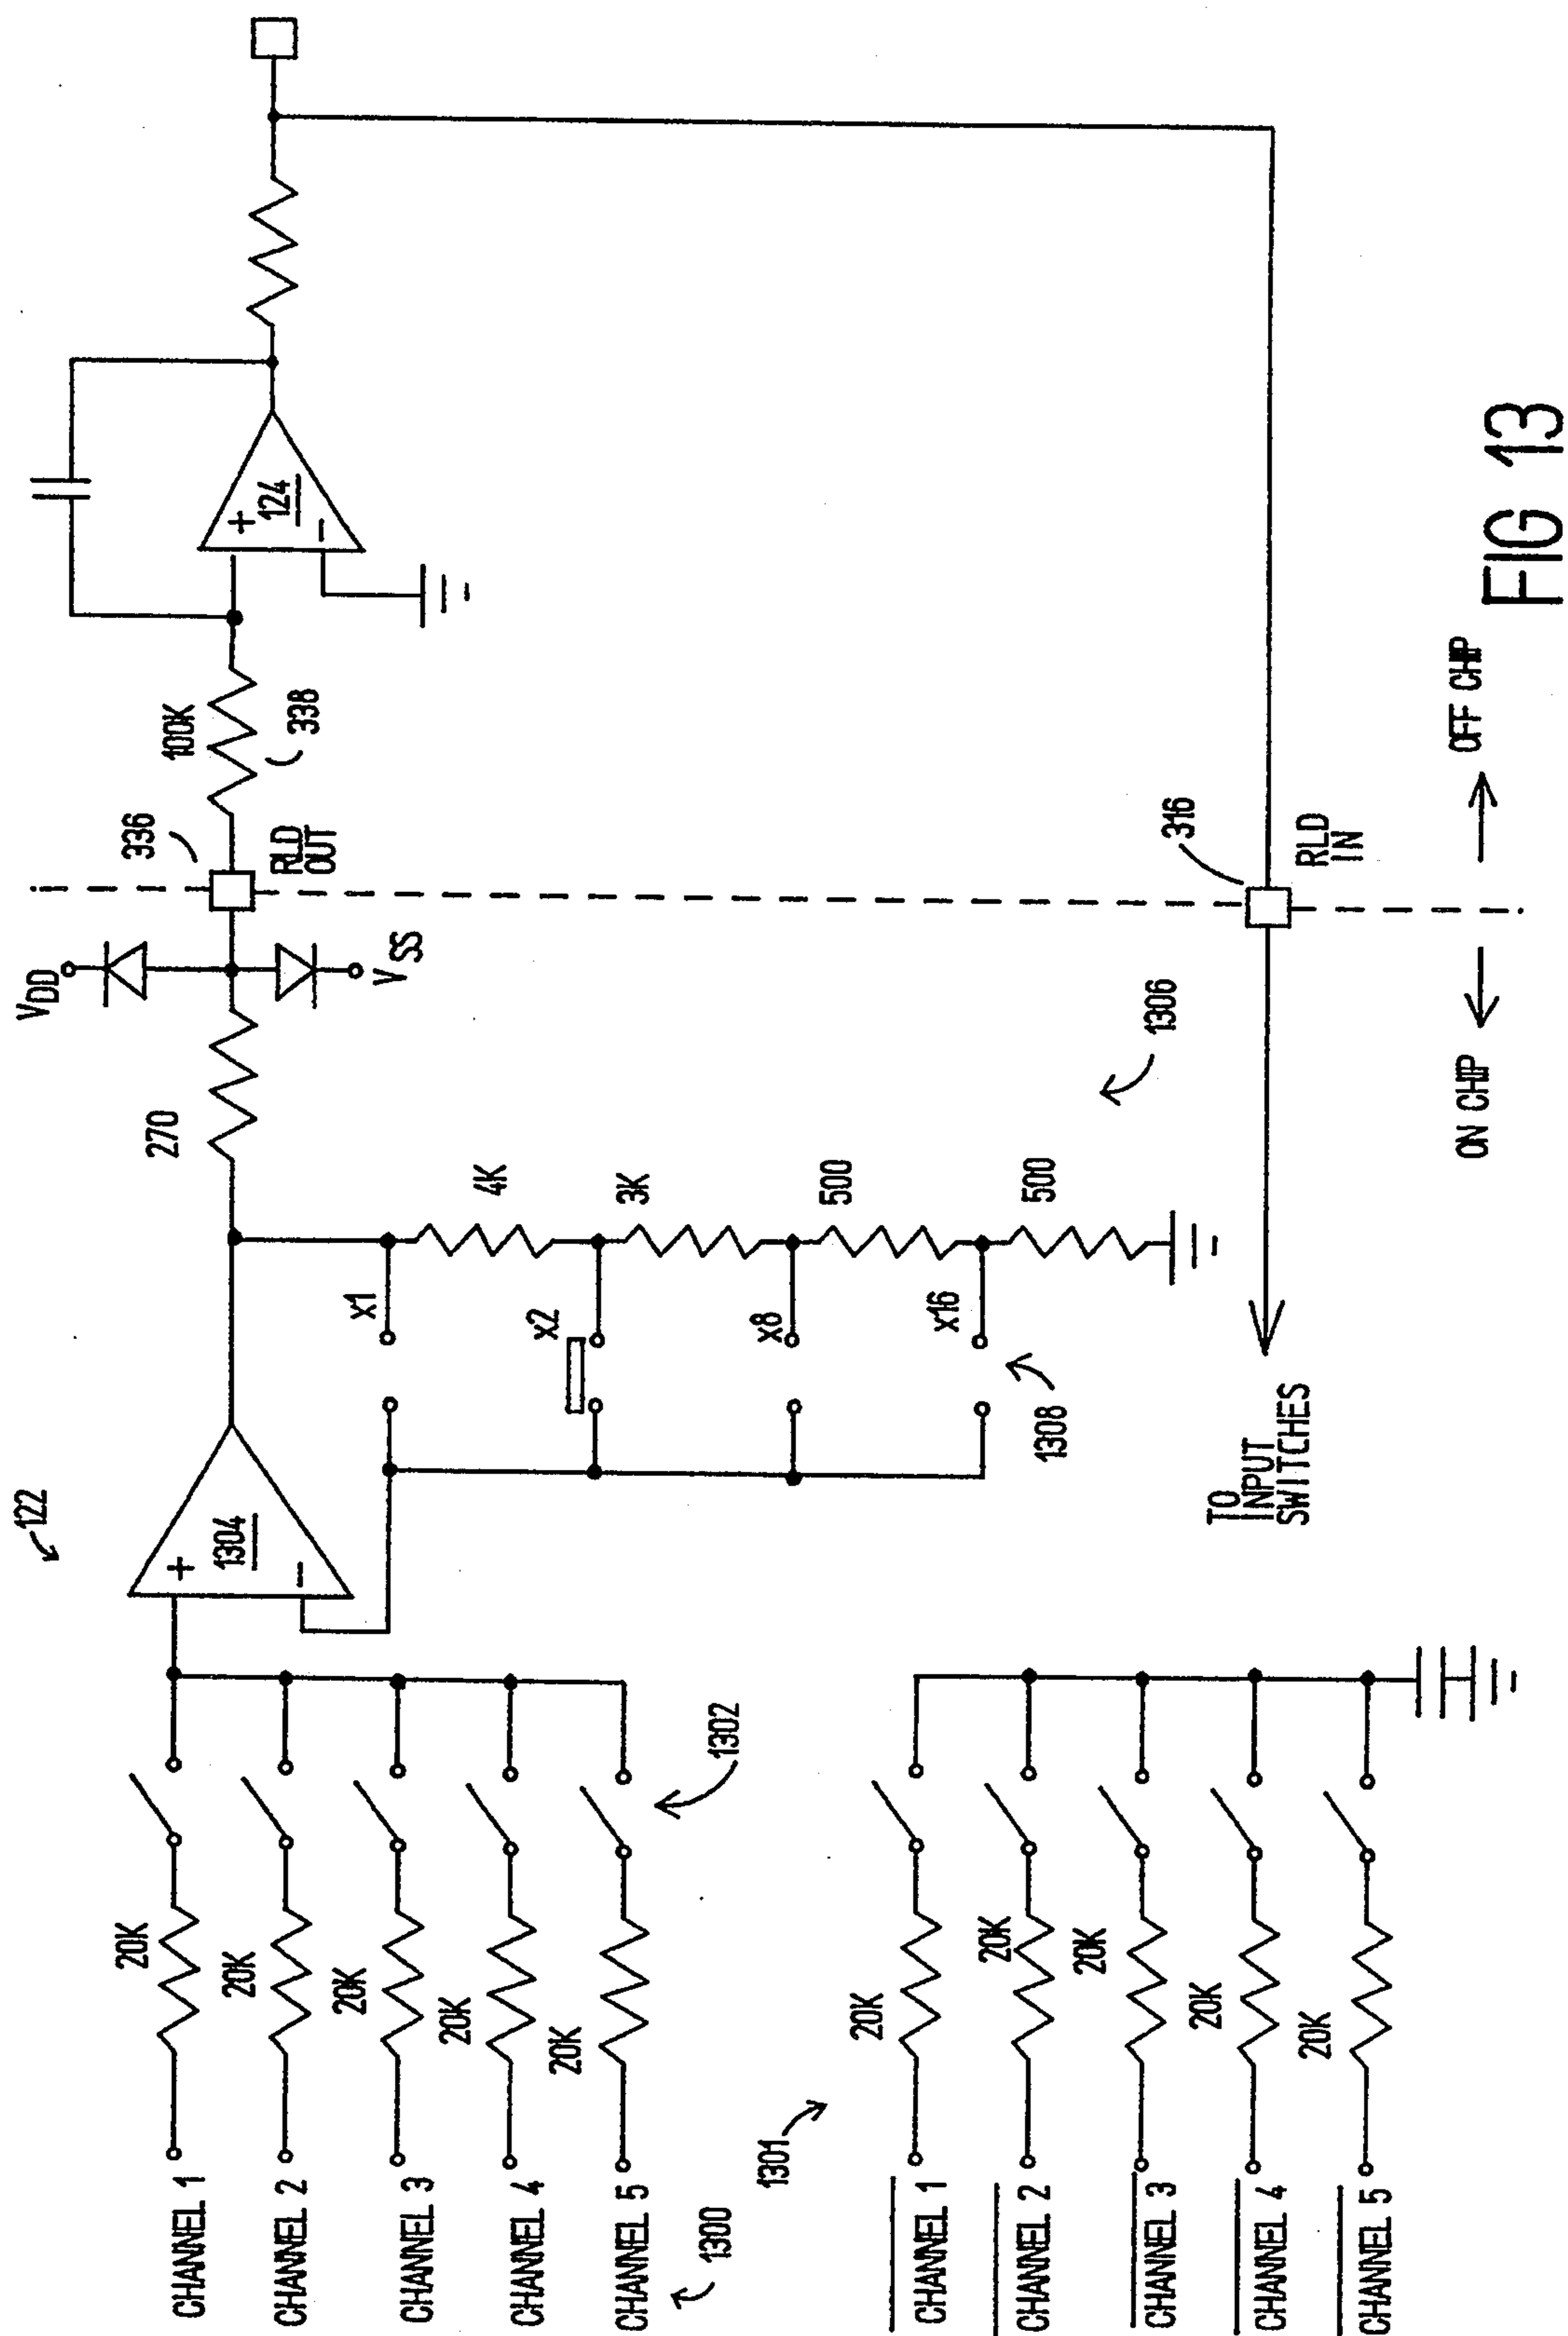 122
CHANNEL 1
20K
CHANNEL 2
20K
CHANNEL 3
20K
CHANNEL 4
20K
CHANNEL 5
20K
1300
1302
+
1304
−
x1
x2
x8
x16
1308
4K
3K
500
500
1306
270
VDD
VSS
336
RLD
OUT
100K
338
+
124
−
1301
CHANNEL 1
20K
CHANNEL 2
20K
CHANNEL 3
20K
CHANNEL 4
20K
CHANNEL 5
20K
TO
INPUT
SWITCHES
316
RLD
IN
ON CHIP
OFF CHIP
FIG 13